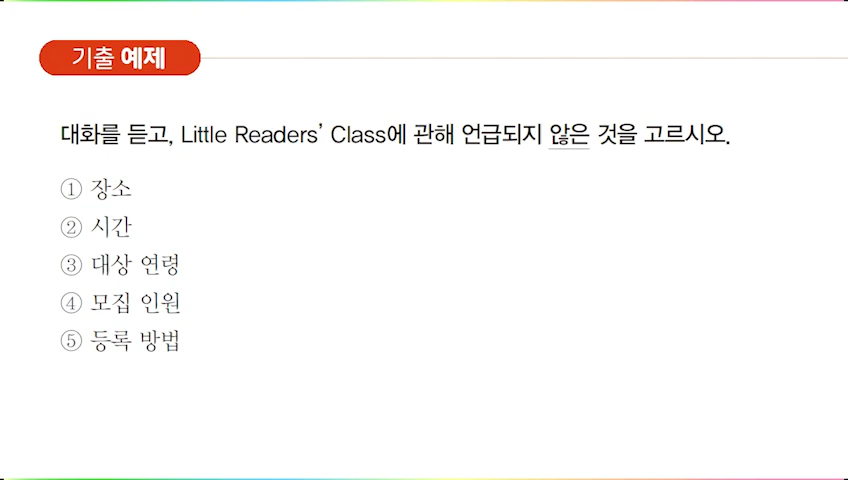 기출 예제
대화를 듣고, Little Readers’ Class에 관해 언급되지 않은 것을 고르시오.
① 장소
② 시간
③ 대상 연령
④ 모집 인원
⑤ 등록 방법